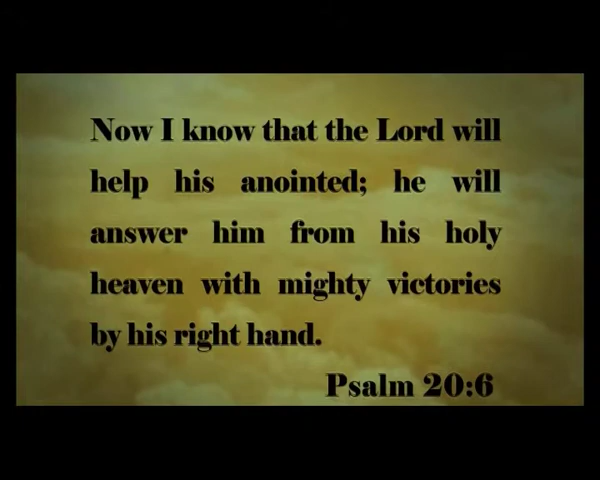 Now I know that the Lord will
help his anointed; he will
answer him from his holy
heaven with mighty victories
by his right hand.
Psalm 20:6